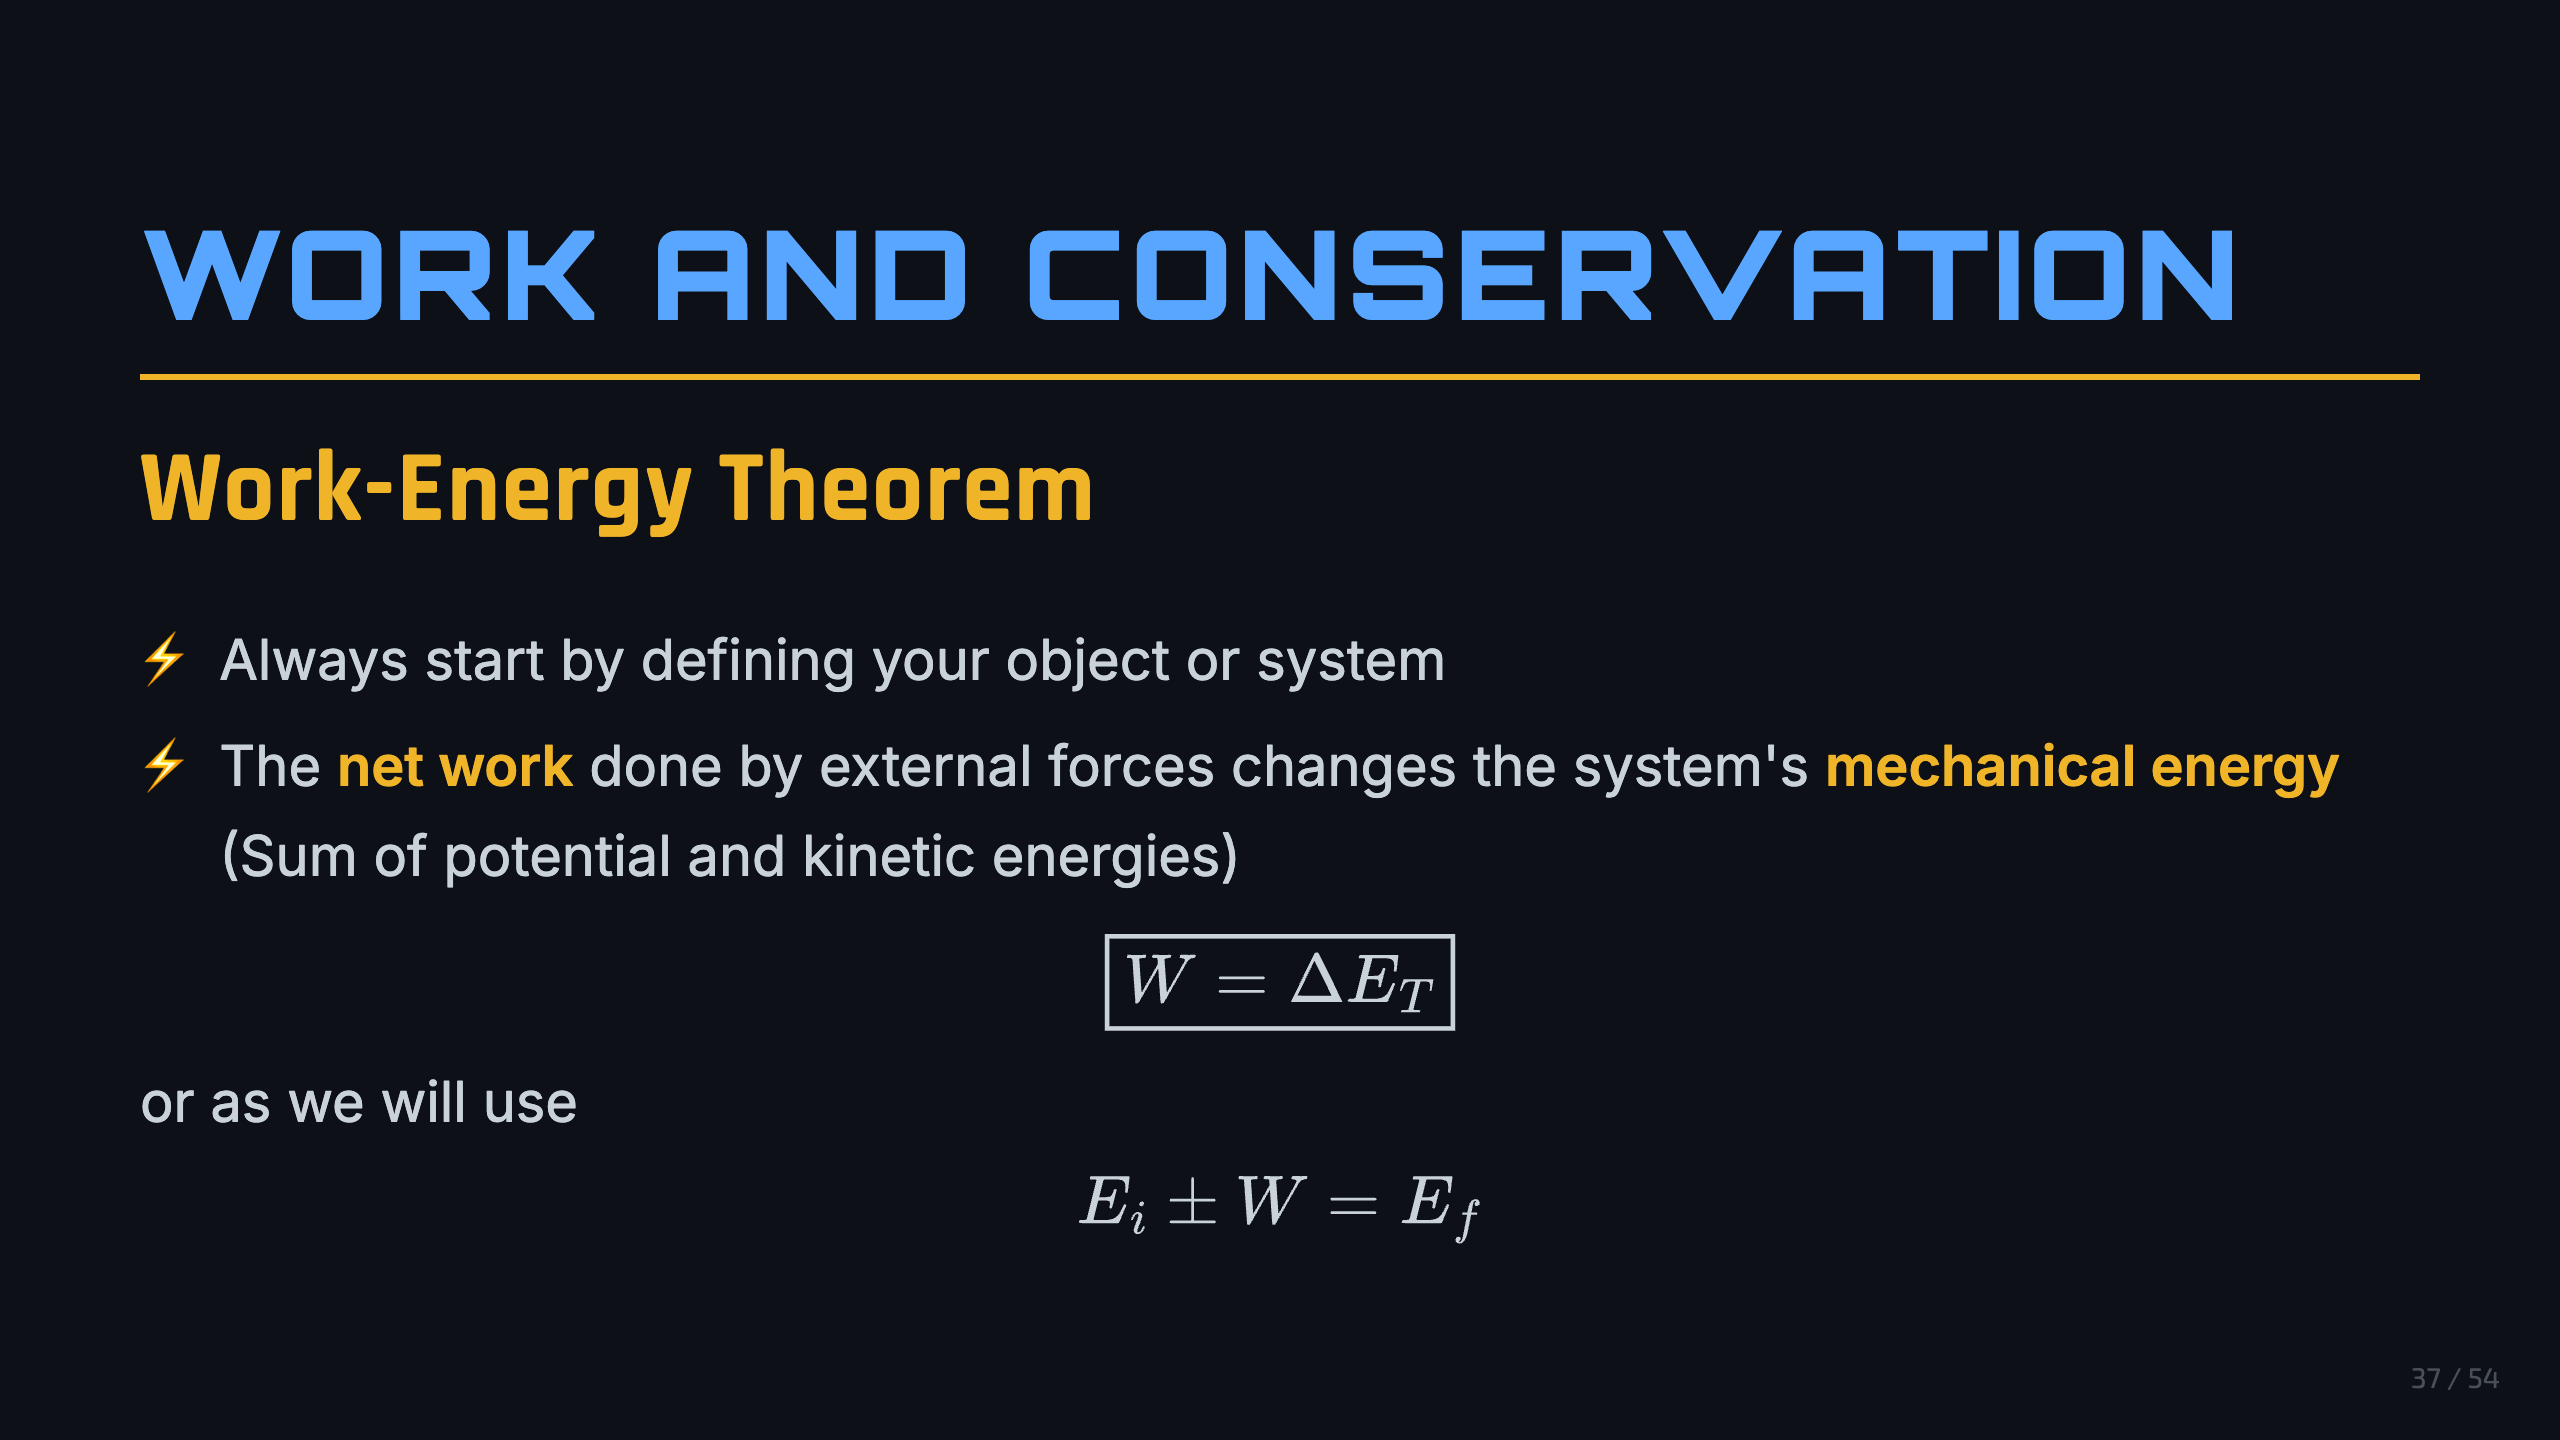 WORK AND CONSERVATION
Work-Energy Theorem
⚡ Always start by defining your object or system
⚡ The net work done by external forces changes the system's mechanical energy
(Sum of potential and kinetic energies)
W = ΔE_T
or as we will use
E_i ± W = E_f
37 / 54